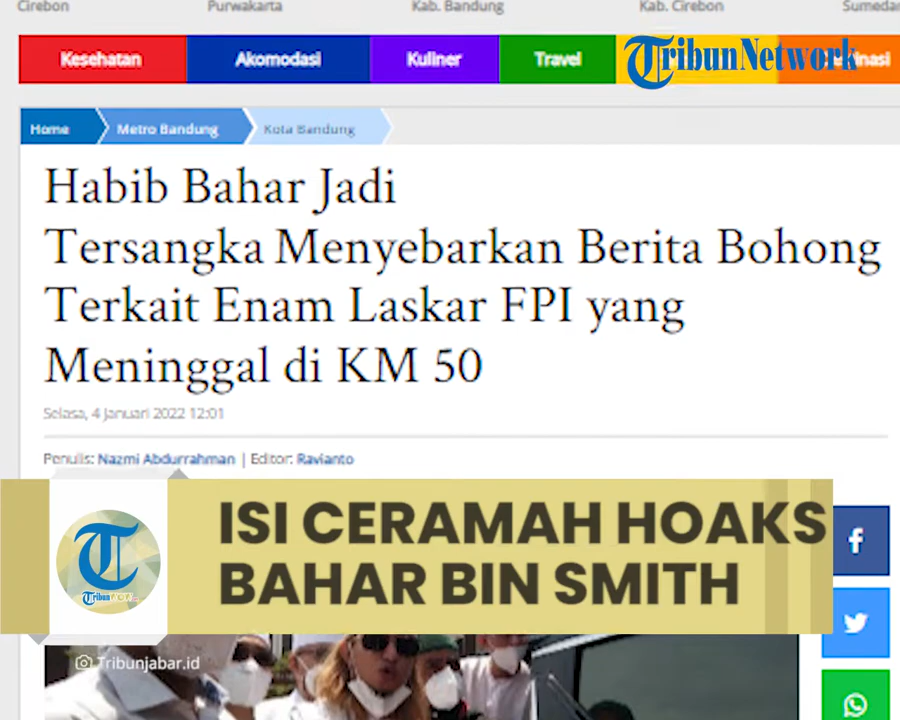 Cirebon
Purwakarta
Kab. Bandung
Kab. Cirebon
Kesehatan
Akomodasi
Kuliner
Travel
TribunNetwork
Home
Metro Bandung
Kota Bandung
Habib Bahar Jadi
Tersangka Menyebarkan Berita Bohong
Terkait Enam Laskar FPI yang
Meninggal di KM 50
Selasa, 4 Januari 2022 12:01
Penulis: Nazmi Abdurrahman | Editor: Ravianto
ISI CERAMAH HOAKS
BAHAR BIN SMITH
Tribunjabar.id